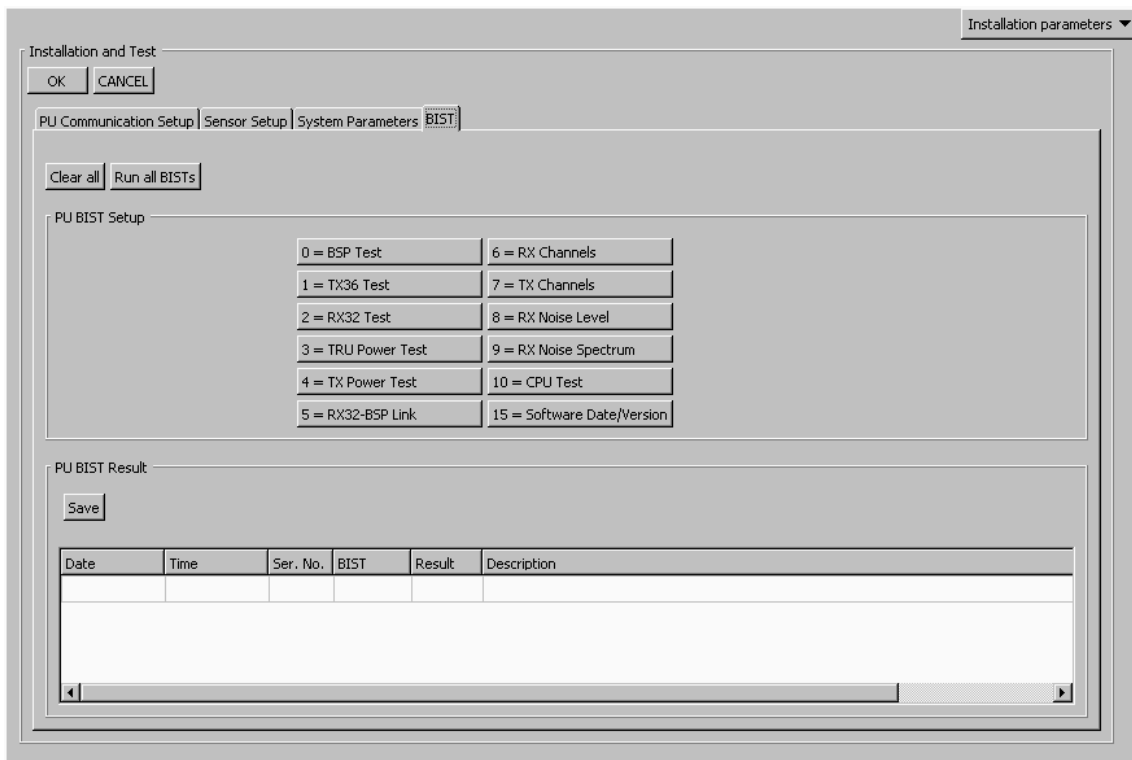 Installation parameters
Installation and Test
OK CANCEL
PU Communication Setup Sensor Setup System Parameters BIST
Clear all Run all BISTs
PU BIST Setup
0 = BSP Test 6 = RX Channels
1 = TX36 Test 7 = TX Channels
2 = RX32 Test 8 = RX Noise Level
3 = TRU Power Test 9 = RX Noise Spectrum
4 = TX Power Test 10 = CPU Test
5 = RX32-BSP Link 15 = Software Date/Version
PU BIST Result
Save
Date Time Ser. No. BIST Result Description